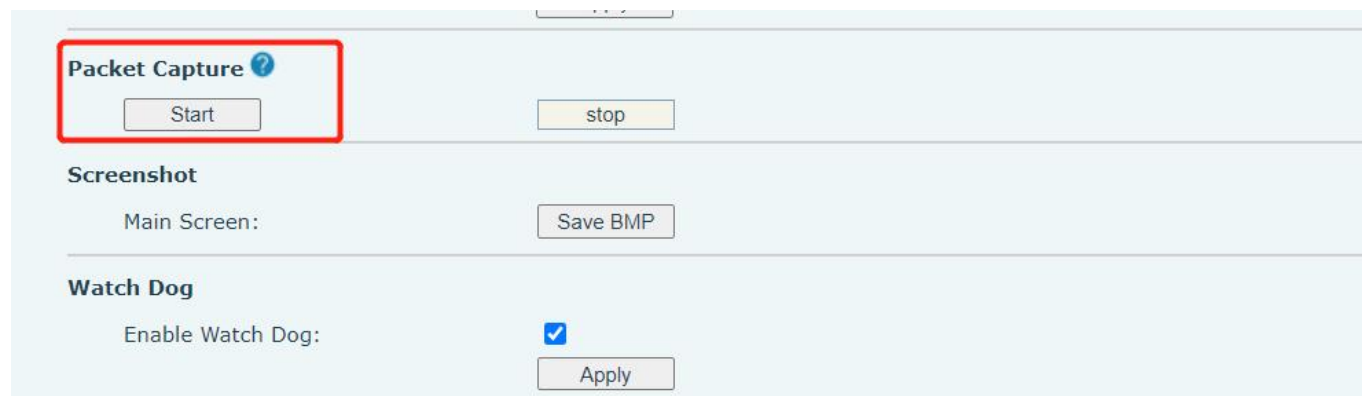 Packet Capture ?
Start stop
Screenshot
Main Screen: Save BMP
Watch Dog
Enable Watch Dog:
Apply